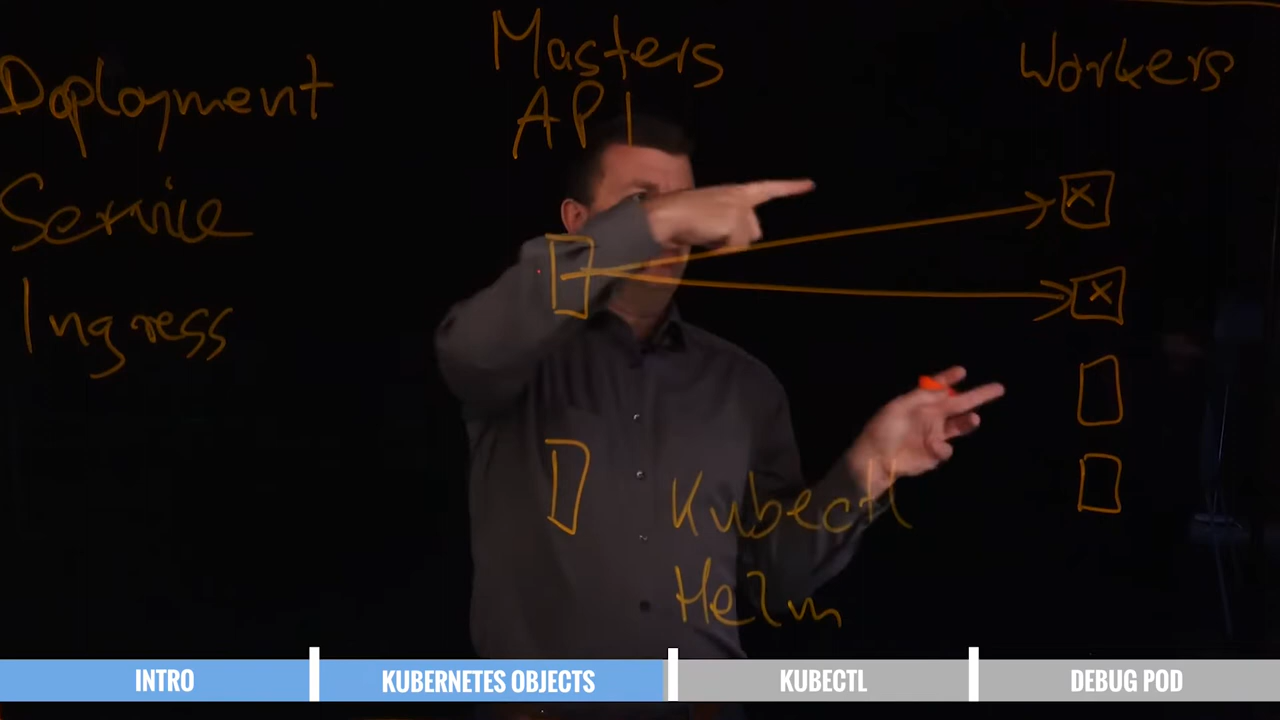 Masters
Workers
Deployment
API
Service
x
x
Ingress
Kubectl
Helm
INTRO
KUBERNETES OBJECTS
KUBECTL
DEBUG POD